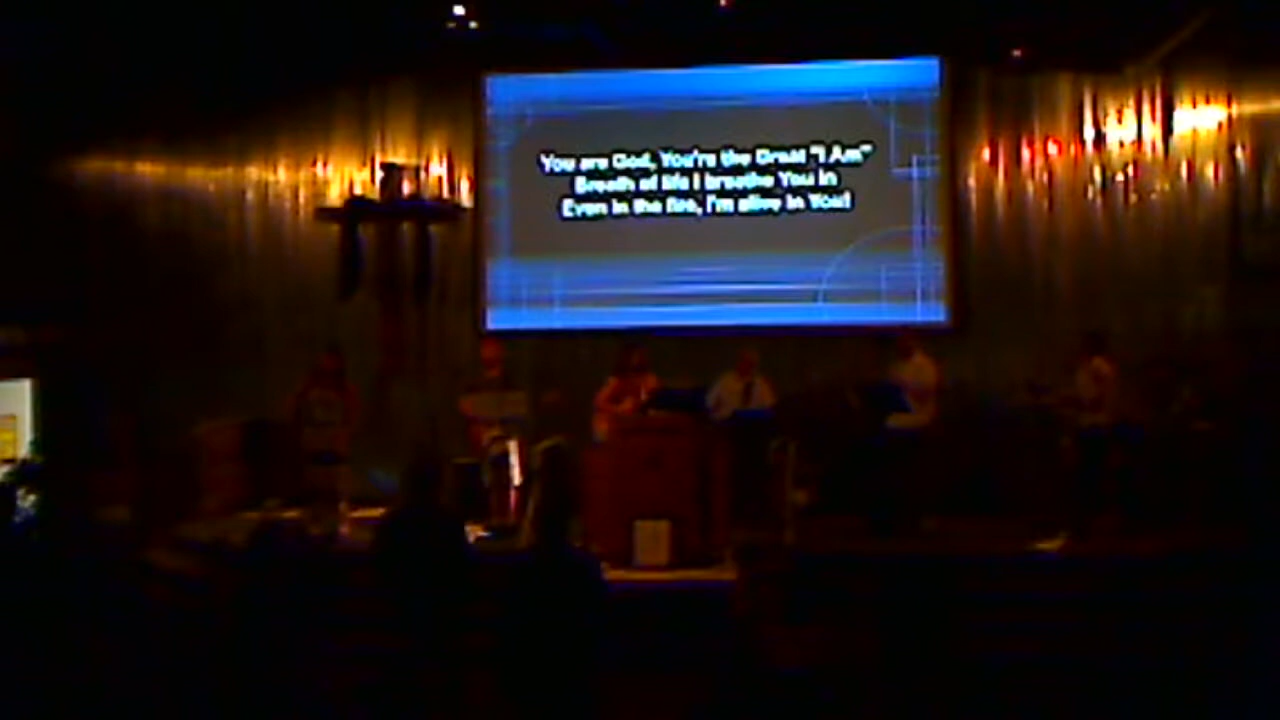 You are God, You're the Great "I Am"
Breath of life I breathe You in
Even in the fire, I'm alive in You!